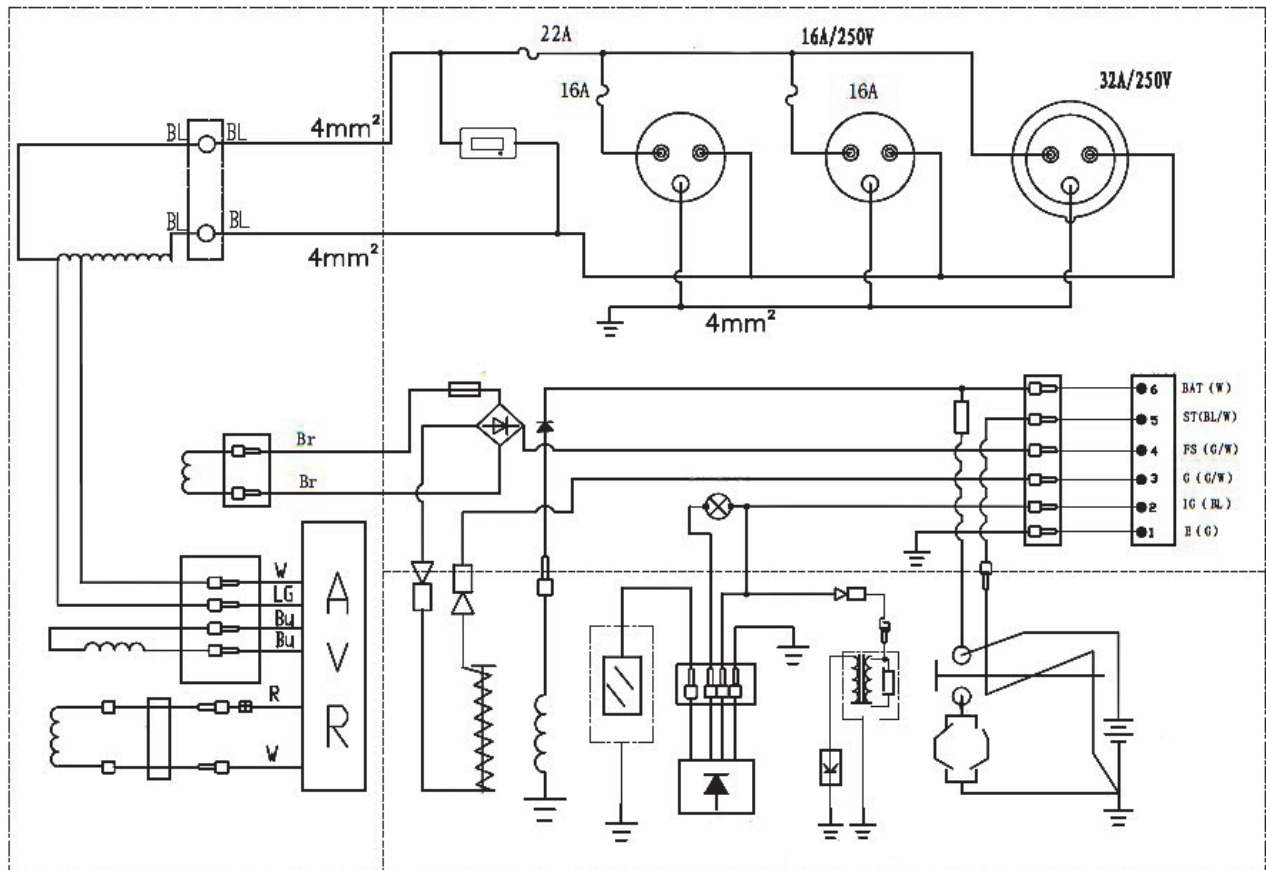 22A
16A/250V
32A/250V
16A
16A
BL
BL
4mm²
BL
BL
4mm²
4mm²
6 BAT (W)
5 ST(BL/W)
4 FS (G/W)
3 G (G/W)
2 IG (BL)
1 E (G)
Br
Br
W
LG
Bu
Bu
R
W
A
V
R